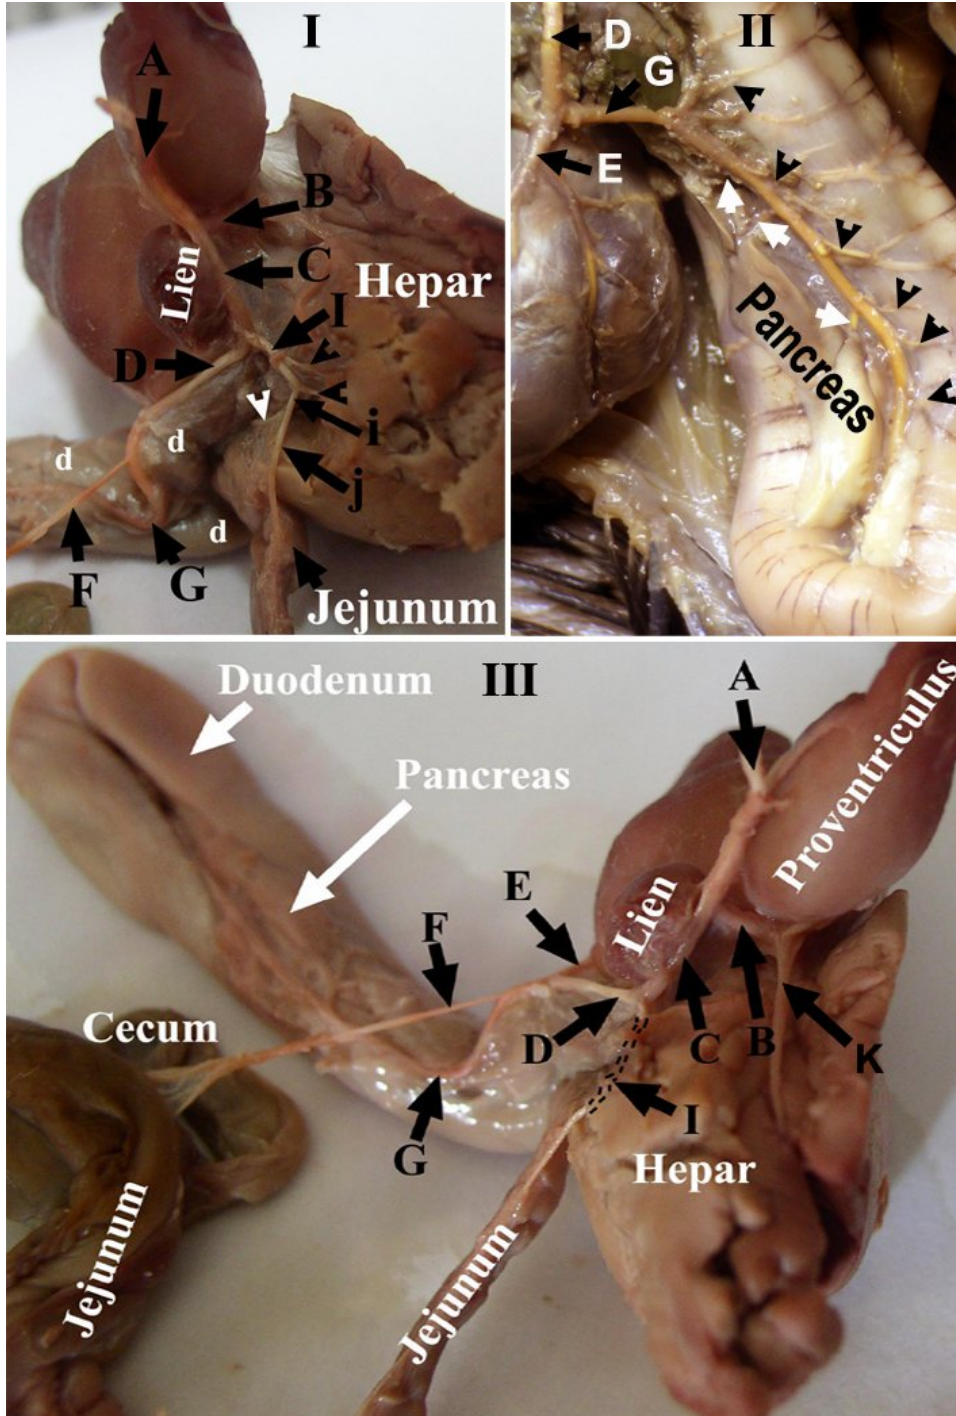 I
A
B
C
Lien
Hepar
I
D
i
d
d
j
d
F
G
Jejunum
II
D
G
E
Pancreas
III
Duodenum
A
Pancreas
Proventriculus
E
Lien
F
Cecum
D
C
B
K
I
G
Hepar
Jejunum
Jejunum